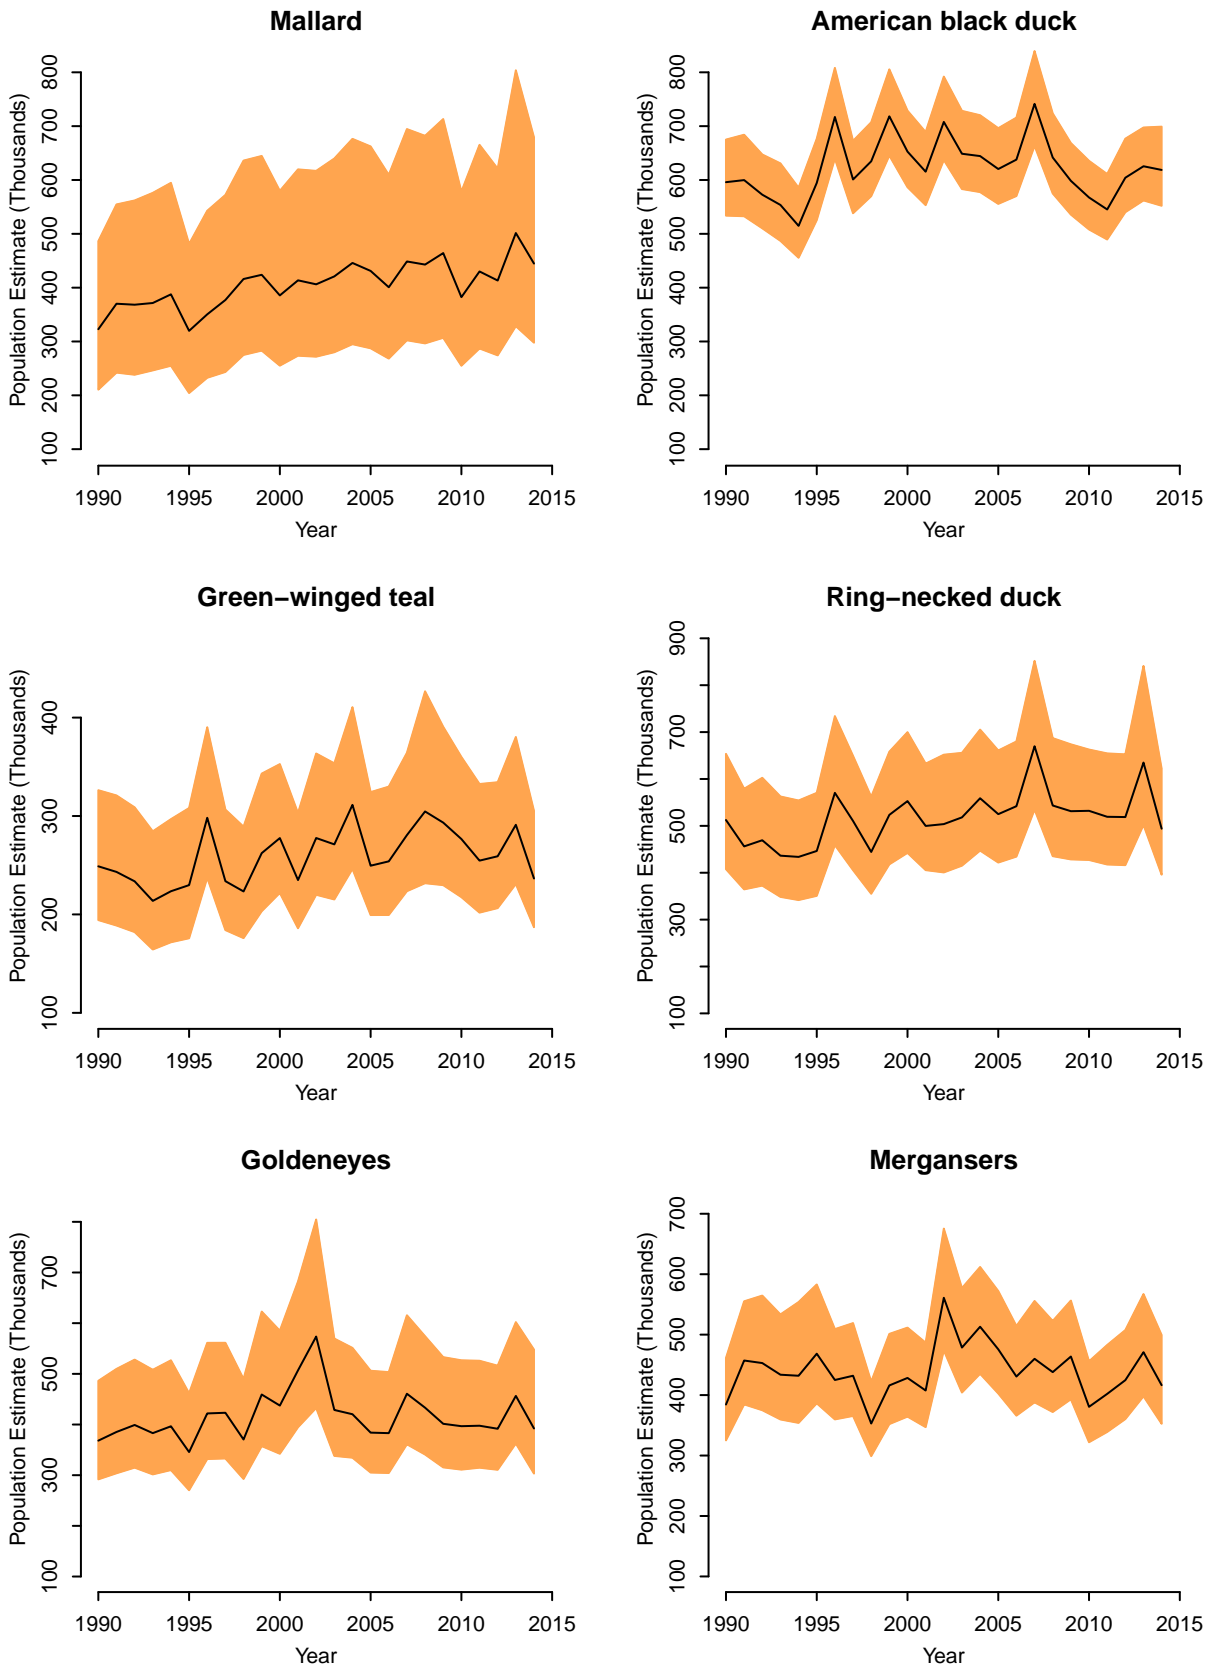 Mallard
Population Estimate (Thousands)
800
700
600
500
400
300
200
100
1990 1995 2000 2005 2010 2015
Year
American black duck
Population Estimate (Thousands)
800
700
600
500
400
300
200
100
1990 1995 2000 2005 2010 2015
Year
Green−winged teal
Population Estimate (Thousands)
400
300
200
100
1990 1995 2000 2005 2010 2015
Year
Ring−necked duck
Population Estimate (Thousands)
900
700
500
300
100
1990 1995 2000 2005 2010 2015
Year
Goldeneyes
Population Estimate (Thousands)
700
500
300
100
1990 1995 2000 2005 2010 2015
Year
Mergansers
Population Estimate (Thousands)
700
600
500
400
300
200
100
1990 1995 2000 2005 2010 2015
Year